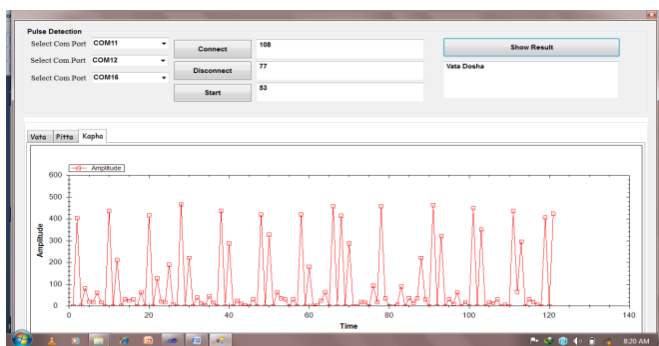 Pulse Detection
Select Com Port COM11
Connect
108
Show Result
Select Com Port COM12
Disconnect
77
Vata Dosha
Select Com Port COM16
Start
53
Vata Pitta Kapha
Amplitude
600
500
400
300
200
100
0
Amplitude
0 20 40 60 80 100 120 140
Time
8:20 AM